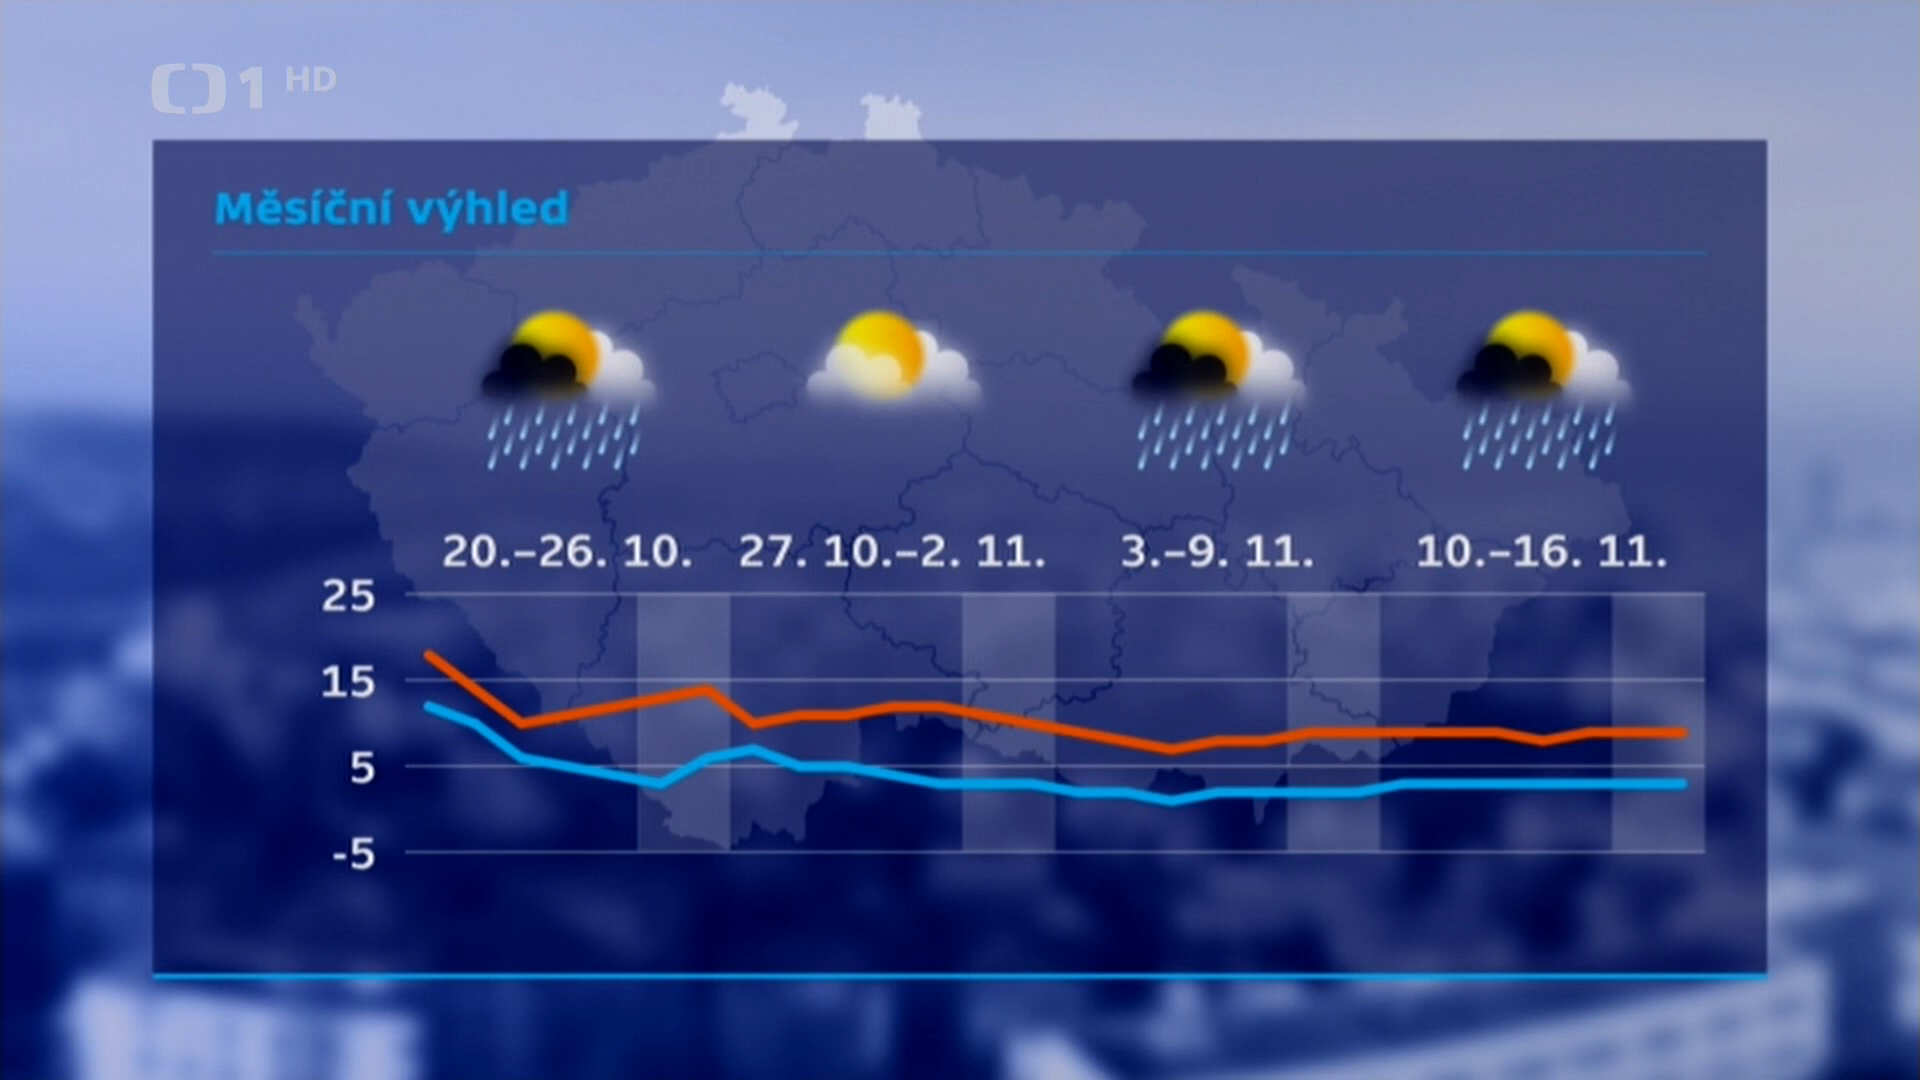 1 HD
Měsíční výhled
20.–26. 10.
27. 10.–2. 11.
3.–9. 11.
10.–16. 11.
25
15
5
-5